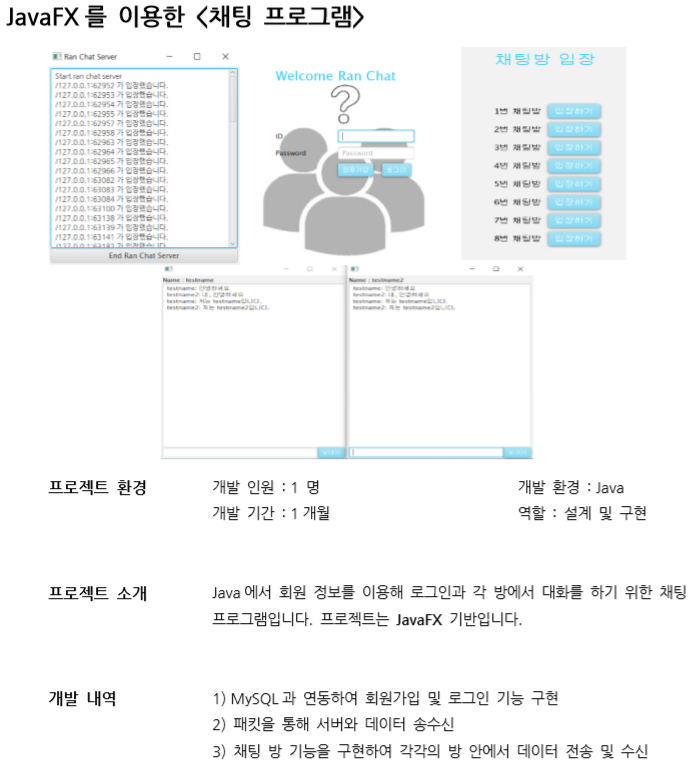 JavaFX 를 이용한 <채팅 프로그램>
Ran Chat Server
Start ran chat server
/127.0.0.1:62952 가 입장했습니다.
/127.0.0.1:62953 가 입장했습니다.
/127.0.0.1:62954 가 입장했습니다.
/127.0.0.1:62955 가 입장했습니다.
/127.0.0.1:62957 가 입장했습니다.
/127.0.0.1:62958 가 입장했습니다.
/127.0.0.1:62963 가 입장했습니다.
/127.0.0.1:62964 가 입장했습니다.
/127.0.0.1:62965 가 입장했습니다.
/127.0.0.1:62966 가 입장했습니다.
/127.0.0.1:63082 가 입장했습니다.
/127.0.0.1:63083 가 입장했습니다.
/127.0.0.1:63084 가 입장했습니다.
/127.0.0.1:63100 가 입장했습니다.
/127.0.0.1:63138 가 입장했습니다.
/127.0.0.1:63139 가 입장했습니다.
/127.0.0.1:63141 가 입장했습니다.
End Ran Chat Server
Welcome Ran Chat
ID
Password
Password
회원가입
로그인
채팅방 입장
1번 채팅방 입장하기
2번 채팅방 입장하기
3번 채팅방 입장하기
4번 채팅방 입장하기
5번 채팅방 입장하기
6번 채팅방 입장하기
7번 채팅방 입장하기
8번 채팅방 입장하기
Name : testname
testname: 안녕하세요
testname2: 네, 안녕하세요
testname: 저는 testname입니다.
testname2: 저는 testname2입니다.
보내기
Name : testname2
testname: 안녕하세요
testname2: 네, 안녕하세요
testname: 저는 testname입니다.
testname2: 저는 testname2입니다.
보내기
프로젝트 환경
개발 인원 : 1 명
개발 환경 : Java
개발 기간 : 1 개월
역할 : 설계 및 구현
프로젝트 소개
Java 에서 회원 정보를 이용해 로그인과 각 방에서 대화를 하기 위한 채팅
프로그램입니다. 프로젝트는 JavaFX 기반입니다.
개발 내역
1) MySQL 과 연동하여 회원가입 및 로그인 기능 구현
2) 패킷을 통해 서버와 데이터 송수신
3) 채팅 방 기능을 구현하여 각각의 방 안에서 데이터 전송 및 수신